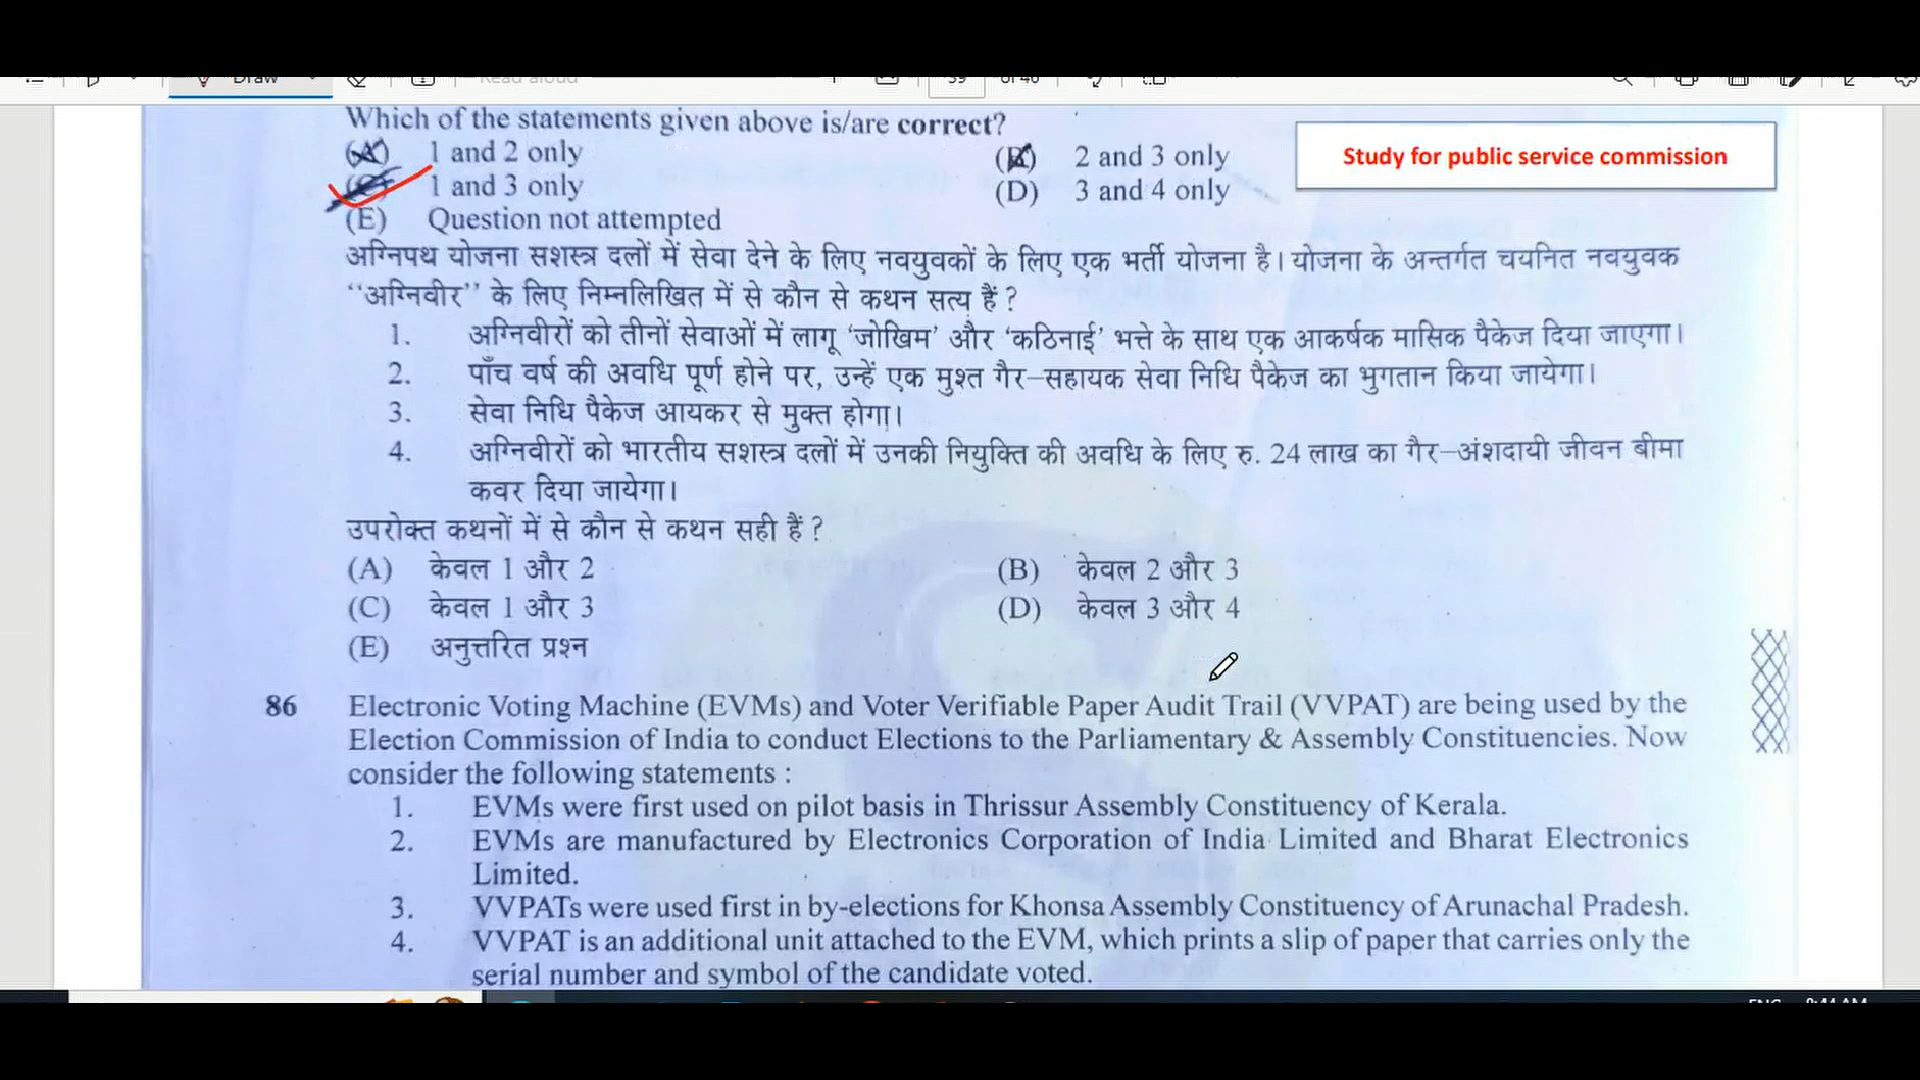 Draw
Read aloud
39
of 40
Which of the statements given above is/are correct?
(A) 1 and 2 only
(B) 2 and 3 only
Study for public service commission
(C) 1 and 3 only
(D) 3 and 4 only
(E) Question not attempted
अग्निपथ योजना सशस्त्र दलों में सेवा देने के लिए नवयुवकों के लिए एक भर्ती योजना है। योजना के अन्तर्गत चयनित नवयुवक
“अग्निवीर” के लिए निम्नलिखित में से कौन से कथन सत्य हैं ?
1. अग्निवीरों को तीनों सेवाओं में लागू ‘जोखिम’ और ‘कठिनाई’ भत्ते के साथ एक आकर्षक मासिक पैकेज दिया जाएगा।
2. पाँच वर्ष की अवधि पूर्ण होने पर, उन्हें एक मुश्त गैर–सहायक सेवा निधि पैकेज का भुगतान किया जायेगा।
3. सेवा निधि पैकेज आयकर से मुक्त होगा।
4. अग्निवीरों को भारतीय सशस्त्र दलों में उनकी नियुक्ति की अवधि के लिए रु. 24 लाख का गैर–अंशदायी जीवन बीमा
कवर दिया जायेगा।
उपरोक्त कथनों में से कौन से कथन सही हैं ?
(A) केवल 1 और 2
(B) केवल 2 और 3
(C) केवल 1 और 3
(D) केवल 3 और 4
(E) अनुत्तरित प्रश्न
86 Electronic Voting Machine (EVMs) and Voter Verifiable Paper Audit Trail (VVPAT) are being used by the
Election Commission of India to conduct Elections to the Parliamentary & Assembly Constituencies. Now
consider the following statements :
1. EVMs were first used on pilot basis in Thrissur Assembly Constituency of Kerala.
2. EVMs are manufactured by Electronics Corporation of India Limited and Bharat Electronics
Limited.
3. VVPATs were used first in by-elections for Khonsa Assembly Constituency of Arunachal Pradesh.
4. VVPAT is an additional unit attached to the EVM, which prints a slip of paper that carries only the
serial number and symbol of the candidate voted.